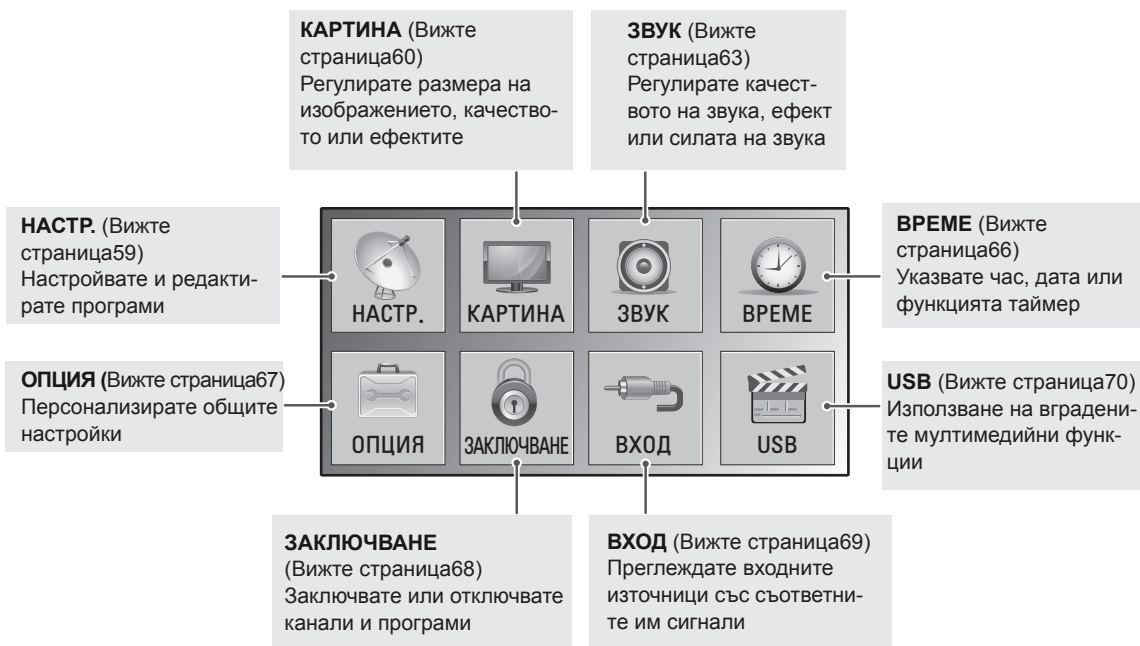 КАРТИНА (Вижте
страница60)
Регулирате размера на
изображението, качество-
то или ефектите
ЗВУК (Вижте
страница63)
Регулирате качест-
вото на звука, ефект
или силата на звука
НАСТР. (Вижте
страница59)
Настройвате и редакти-
рате програми
ВРЕМЕ (Вижте
страница66)
Указвате час, дата или
функцията таймер
НАСТР.
КАРТИНА
ЗВУК
ВРЕМЕ
ОПЦИЯ (Вижте страница67)
Персонализирате общите
настройки
USB (Вижте страница70)
Използване на вградени-
те мултимедийни функ-
ции
ОПЦИЯ
ЗАКЛЮЧВАНЕ
ВХОД
USB
ЗАКЛЮЧВАНЕ
(Вижте страница68)
Заключвате или отключвате
канали и програми
ВХОД (Вижте страница69)
Преглеждате входните
източници със съответни-
те им сигнали